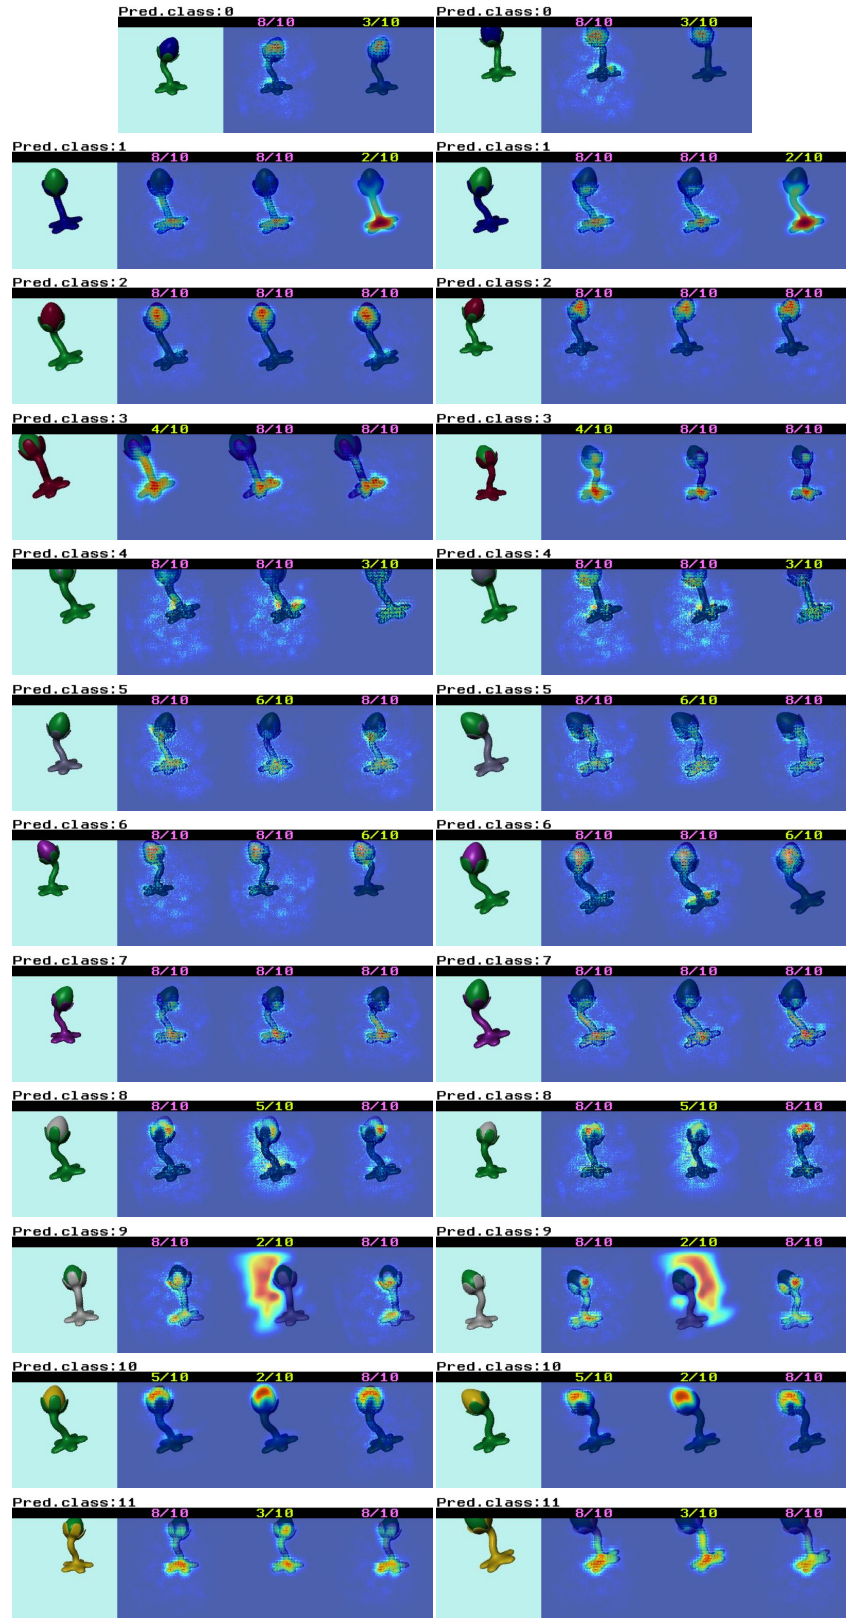 Pred.class:0 Pred.class:0
8/10 3/10 8/10 3/10
Pred.class:1 Pred.class:1
8/10 8/10 2/10 8/10 8/10 2/10
Pred.class:2 Pred.class:2
8/10 8/10 8/10 8/10 8/10 8/10
Pred.class:3 Pred.class:3
4/10 8/10 8/10 4/10 8/10 8/10
Pred.class:4 Pred.class:4
8/10 8/10 3/10 8/10 8/10 3/10
Pred.class:5 Pred.class:5
8/10 6/10 8/10 8/10 6/10 8/10
Pred.class:6 Pred.class:6
8/10 8/10 6/10 8/10 8/10 6/10
Pred.class:7 Pred.class:7
8/10 8/10 8/10 8/10 8/10 8/10
Pred.class:8 Pred.class:8
8/10 5/10 8/10 8/10 5/10 8/10
Pred.class:9 Pred.class:9
8/10 2/10 8/10 8/10 2/10 8/10
Pred.class:10 Pred.class:10
5/10 2/10 8/10 5/10 2/10 8/10
Pred.class:11 Pred.class:11
8/10 3/10 8/10 8/10 3/10 8/10